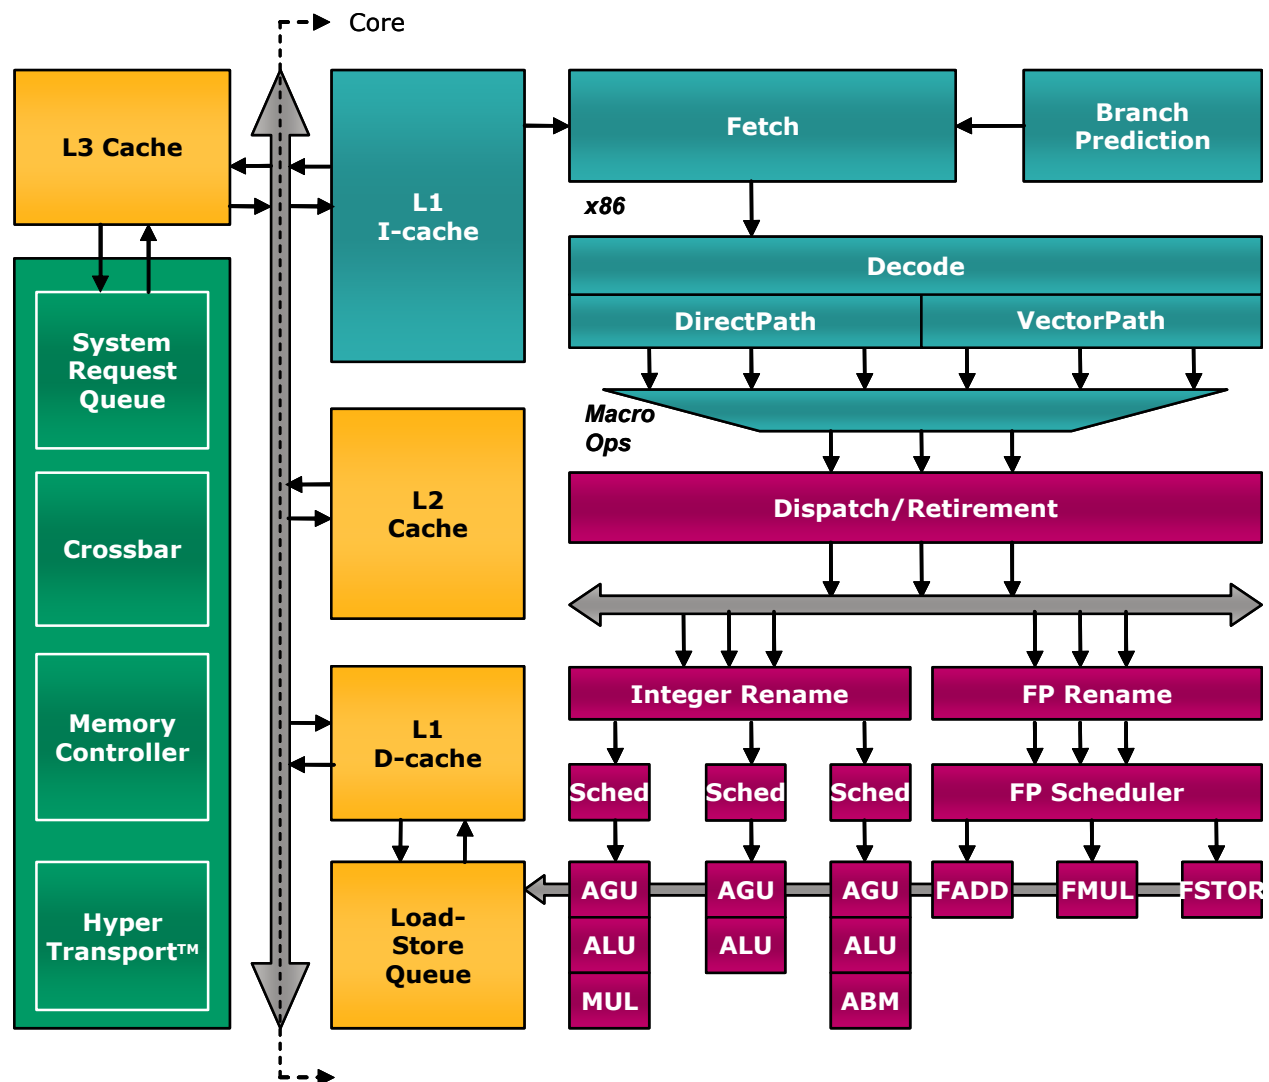 Core
L3 Cache
System
Request
Queue
Crossbar
Memory
Controller
Hyper
Transport™
L1
I-cache
L2
Cache
L1
D-cache
Load-
Store
Queue
Fetch
Branch
Prediction
x86
Decode
DirectPath
VectorPath
Macro
Ops
Dispatch/Retirement
Integer Rename
FP Rename
Sched
Sched
Sched
FP Scheduler
AGU
ALU
MUL
AGU
ALU
AGU
ALU
ABM
FADD
FMUL
FSTOR